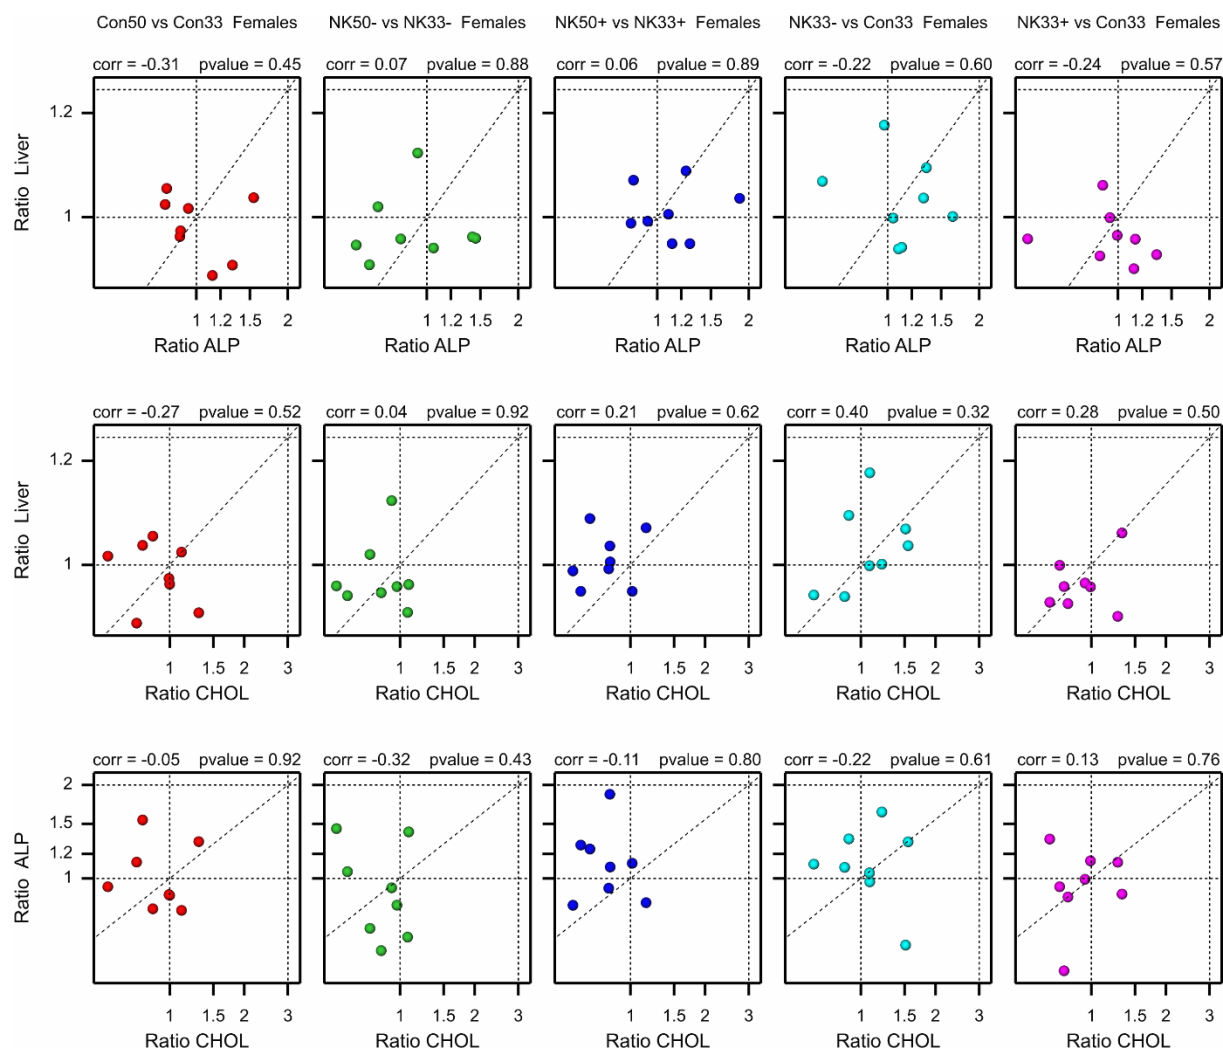 Con50 vs Con33 Females NK50- vs NK33- Females NK50+ vs NK33+ Females NK33- vs Con33 Females NK33+ vs Con33 Females
corr = -0.31 pvalue = 0.45 corr = 0.07 pvalue = 0.88 corr = 0.06 pvalue = 0.89 corr = -0.22 pvalue = 0.60 corr = -0.24 pvalue = 0.57
1.2
Ratio Liver
1
1 1.2 1.5 2 1 1.2 1.5 2 1 1.2 1.5 2 1 1.2 1.5 2 1 1.2 1.5 2
Ratio ALP Ratio ALP Ratio ALP Ratio ALP Ratio ALP
corr = -0.27 pvalue = 0.52 corr = 0.04 pvalue = 0.92 corr = 0.21 pvalue = 0.62 corr = 0.40 pvalue = 0.32 corr = 0.28 pvalue = 0.50
1.2
Ratio Liver
1
1 1.5 2 3 1 1.5 2 3 1 1.5 2 3 1 1.5 2 3 1 1.5 2 3
Ratio CHOL Ratio CHOL Ratio CHOL Ratio CHOL Ratio CHOL
corr = -0.05 pvalue = 0.92 corr = -0.32 pvalue = 0.43 corr = -0.11 pvalue = 0.80 corr = -0.22 pvalue = 0.61 corr = 0.13 pvalue = 0.76
2
1.5
1.2
Ratio ALP
1
1 1.5 2 3 1 1.5 2 3 1 1.5 2 3 1 1.5 2 3 1 1.5 2 3
Ratio CHOL Ratio CHOL Ratio CHOL Ratio CHOL Ratio CHOL